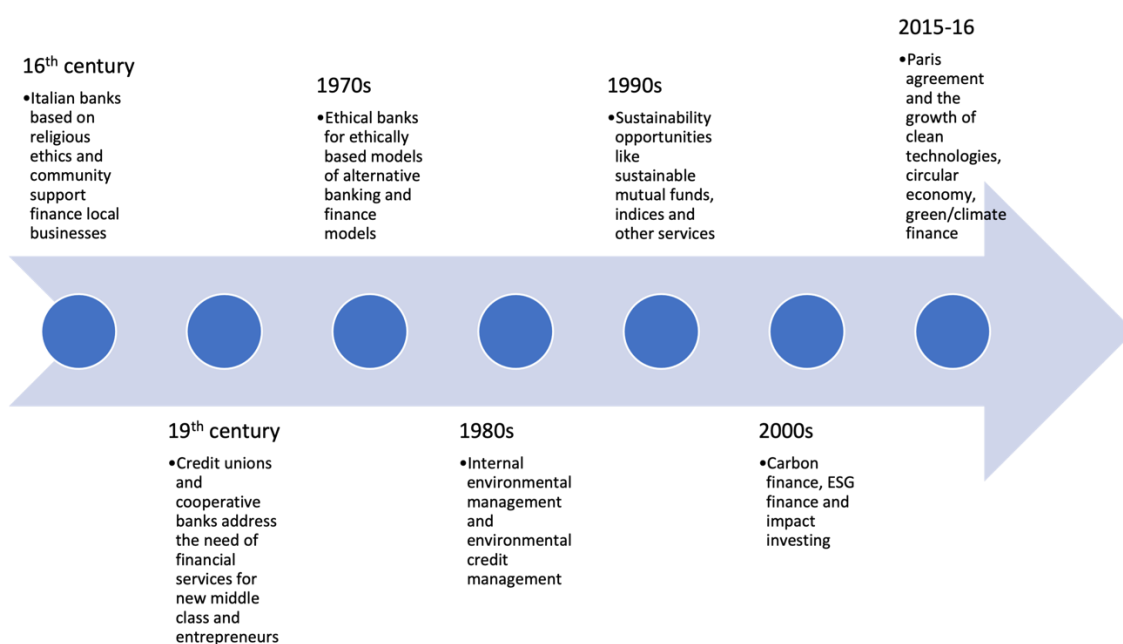 16th century
•Italian banks
based on
religious
ethics and
community
support
finance local
businesses
19th century
•Credit unions
and
cooperative
banks address
the need of
financial
services for
new middle
class and
entrepreneurs
1970s
•Ethical banks
for ethically
based models
of alternative
banking and
finance
models
1980s
•Internal
environmental
management
and
environmental
credit
management
1990s
•Sustainability
opportunities
like
sustainable
mutual funds,
indices and
other services
2000s
•Carbon
finance, ESG
finance and
impact
investing
2015-16
•Paris
agreement
and the
growth of
clean
technologies,
circular
economy,
green/climate
finance